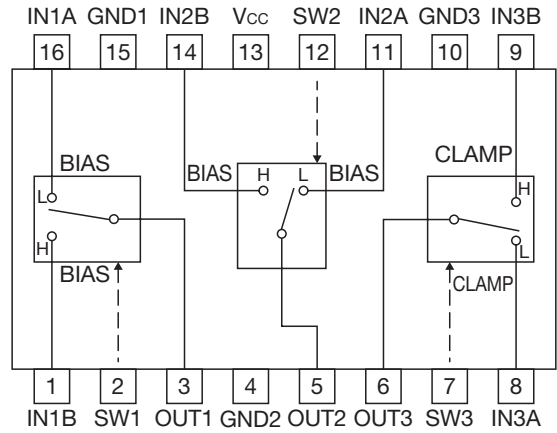 IN1A GND1 IN2B Vcc SW2 IN2A GND3 IN3B
16 15 14 13 12 11 10 9
BIAS BIAS H L BIAS CLAMP
L H
H L
BIAS CLAMP
1 2 3 4 5 6 7 8
IN1B SW1 OUT1 GND2 OUT2 OUT3 SW3 IN3A